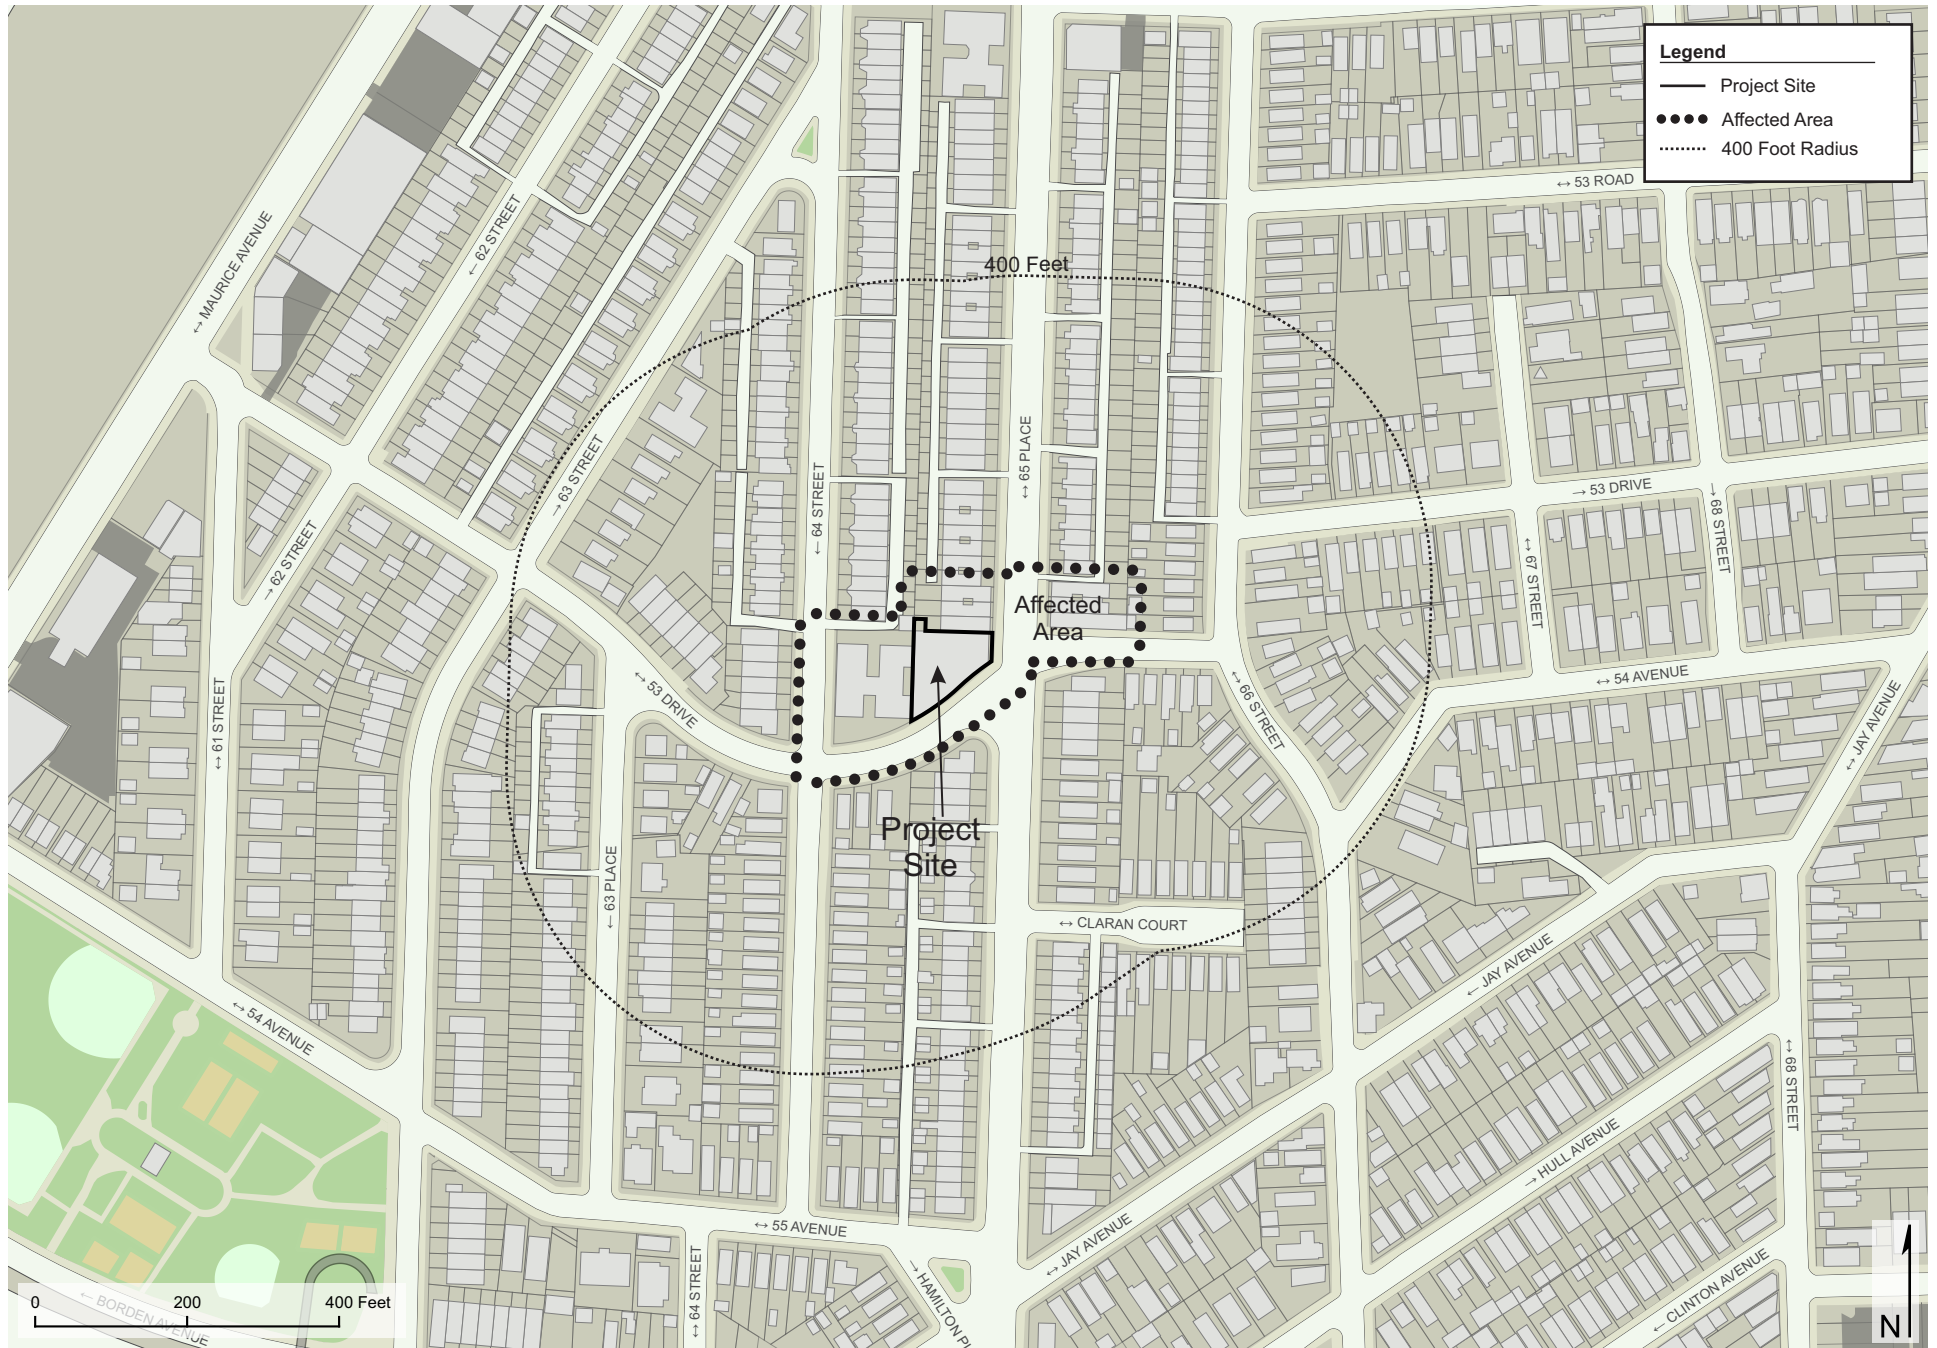 Legend
Project Site
Affected Area
400 Foot Radius
↔ 53 ROAD
↔ MAURICE AVENUE
← 62 STREET
400 Feet
↔ 65 PLACE
→ 63 STREET
← 64 STREET
→ 53 DRIVE
→ 68 STREET
→ 62 STREET
→ 67 STREET
Affected
Area
↔ 53 DRIVE
↔ 61 STREET
↔ 66 STREET
↔ 54 AVENUE
↔ JAY AVENUE
Project
Site
← 63 PLACE
↔ CLARAN COURT
← JAY AVENUE
↔ 54 AVENUE
↔ 68 STREET
→ HULL AVENUE
↔ 55 AVENUE
↔ JAY AVENUE
↔ 64 STREET
→ HAMILTON PL
← CLINTON AVENUE
0 200 400 Feet
← BORDEN AVENUE
N